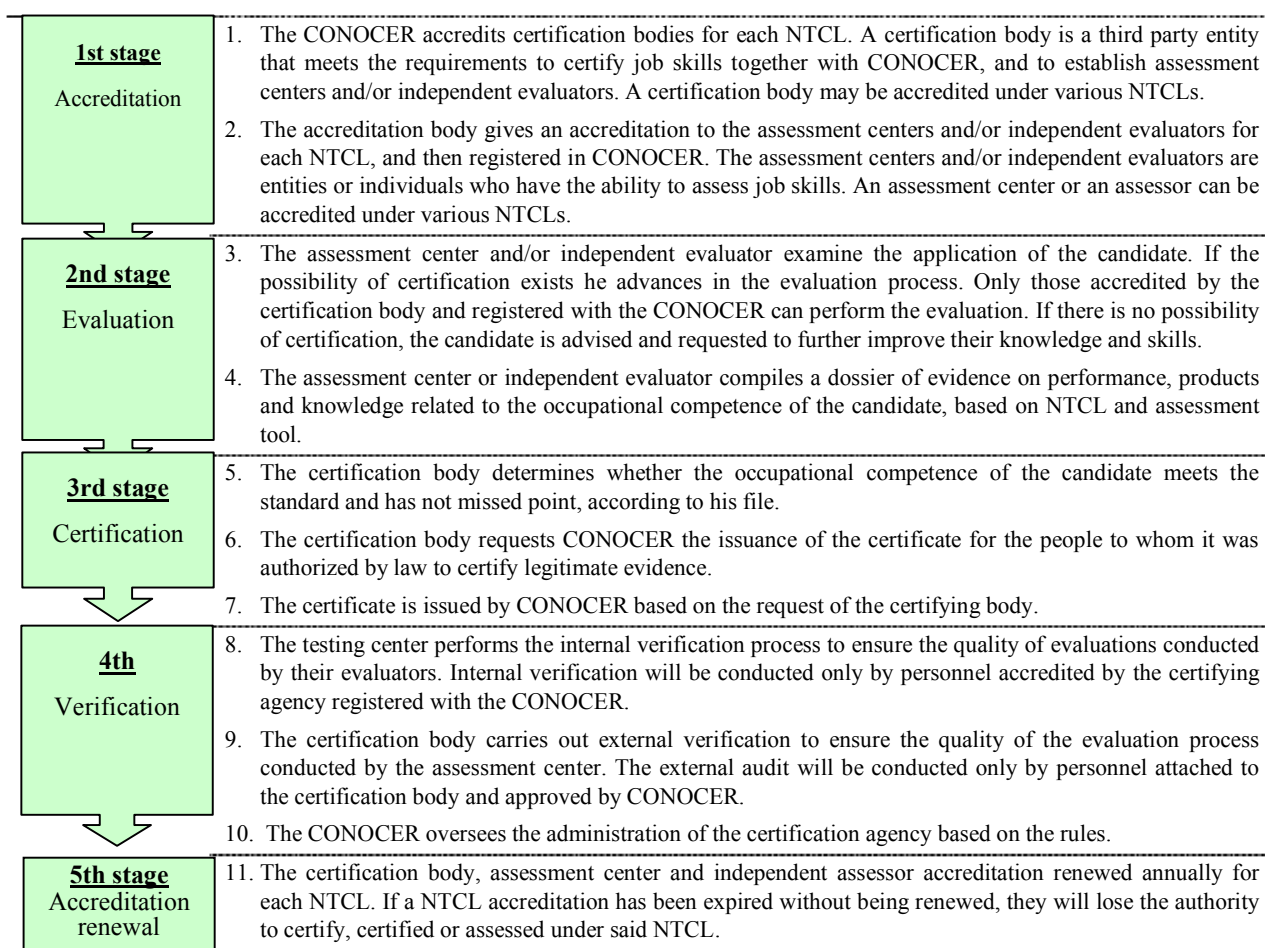 1st stage
Accreditation
1. The CONOCER accredits certification bodies for each NTCL. A certification body is a third party entity
that meets the requirements to certify job skills together with CONOCER, and to establish assessment
centers and/or independent evaluators. A certification body may be accredited under various NTCLs.
2. The accreditation body gives an accreditation to the assessment centers and/or independent evaluators for
each NTCL, and then registered in CONOCER. The assessment centers and/or independent evaluators are
entities or individuals who have the ability to assess job skills. An assessment center or an assessor can be
accredited under various NTCLs.
2nd stage
Evaluation
3. The assessment center and/or independent evaluator examine the application of the candidate. If the
possibility of certification exists he advances in the evaluation process. Only those accredited by the
certification body and registered with the CONOCER can perform the evaluation. If there is no possibility
of certification, the candidate is advised and requested to further improve their knowledge and skills.
4. The assessment center or independent evaluator compiles a dossier of evidence on performance, products
and knowledge related to the occupational competence of the candidate, based on NTCL and assessment
tool.
3rd stage
Certification
5. The certification body determines whether the occupational competence of the candidate meets the
standard and has not missed point, according to his file.
6. The certification body requests CONOCER the issuance of the certificate for the people to whom it was
authorized by law to certify legitimate evidence.
7. The certificate is issued by CONOCER based on the request of the certifying body.
4th
Verification
8. The testing center performs the internal verification process to ensure the quality of evaluations conducted
by their evaluators. Internal verification will be conducted only by personnel accredited by the certifying
agency registered with the CONOCER.
9. The certification body carries out external verification to ensure the quality of the evaluation process
conducted by the assessment center. The external audit will be conducted only by personnel attached to
the certification body and approved by CONOCER.
10. The CONOCER oversees the administration of the certification agency based on the rules.
5th stage
Accreditation
renewal
11. The certification body, assessment center and independent assessor accreditation renewed annually for
each NTCL. If a NTCL accreditation has been expired without being renewed, they will lose the authority
to certify, certified or assessed under said NTCL.